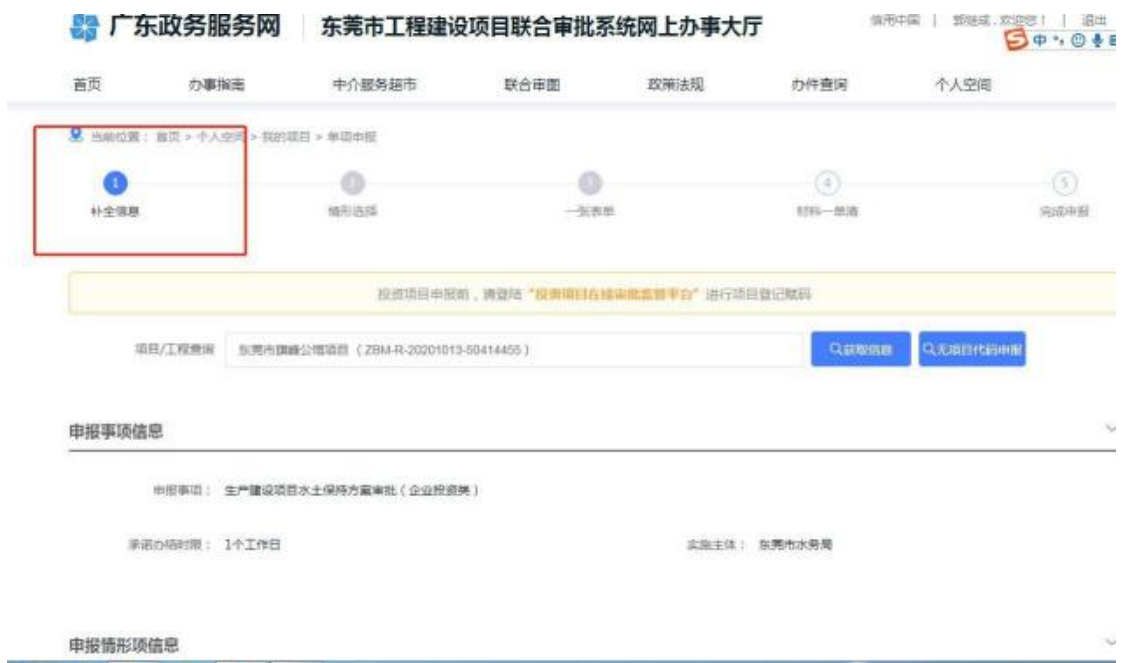 广东政务服务网 东莞市工程建设项目联合审批系统网上办事大厅
信用中国 | 欢迎您! | 退出
中
首页 办事指南 中介服务超市 联合审图 政策法规 办件查询 个人空间
当前位置: 首页 > 个人空间 > 我的项目 > 单项申报
1 4 5
补全信息 情形选择 一张表单 材料一单清 完成申报
投资项目申报前,请登陆 "投资项目在线审批监管平台" 进行项目登记赋码
项目/工程查询 东莞市旗峰公馆项目 ( ZBM-R-20201013-50414455 ) 获取信息 无项目代码申报
申报事项信息
申报事项: 生产建设项目水土保持方案审批 ( 企业投资类 )
承诺办结时限: 1个工作日 实施主体: 东莞市水务局
申报情形项信息